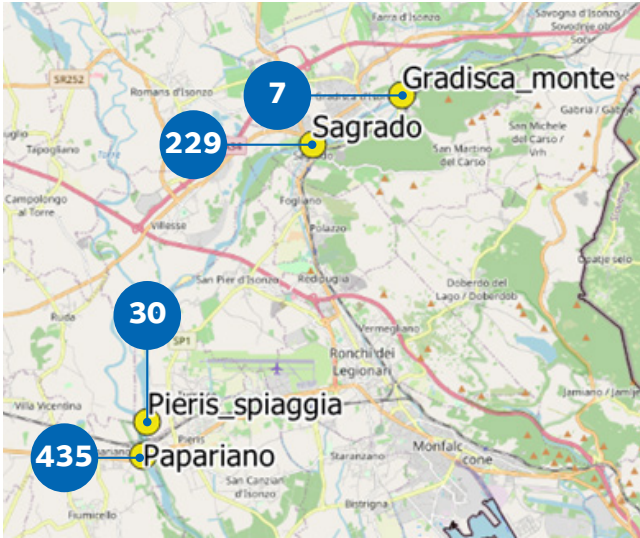 Farra d'Isonzo
Savogna d'Isonzo /
Sovodnje ob
SR252
Romans d'Isonzo
7
Gradisca_monte
Gabria / Gabrje
Sagrado
229
San Michele
del Carso /
Vrh
San Martino
del Carso
Tapogliano
Torre
Campolongo
al Torre
Fogliano
Villesse
Polazzo
Opatje selo
San Pier d'Isonzo
Redipuglia
Doberdò del
Lago / Doberdob
30
Ruda
SP1
Vermegliano
Ronchi dei
Legionari
Jamiano / Jamlje
Villa Vicentina
Pieris_spiaggia
Pieris
435
Papariano
Monfalcone
Staranzano
San Canzian
d'Isonzo
Bistrigna
Fiumicello